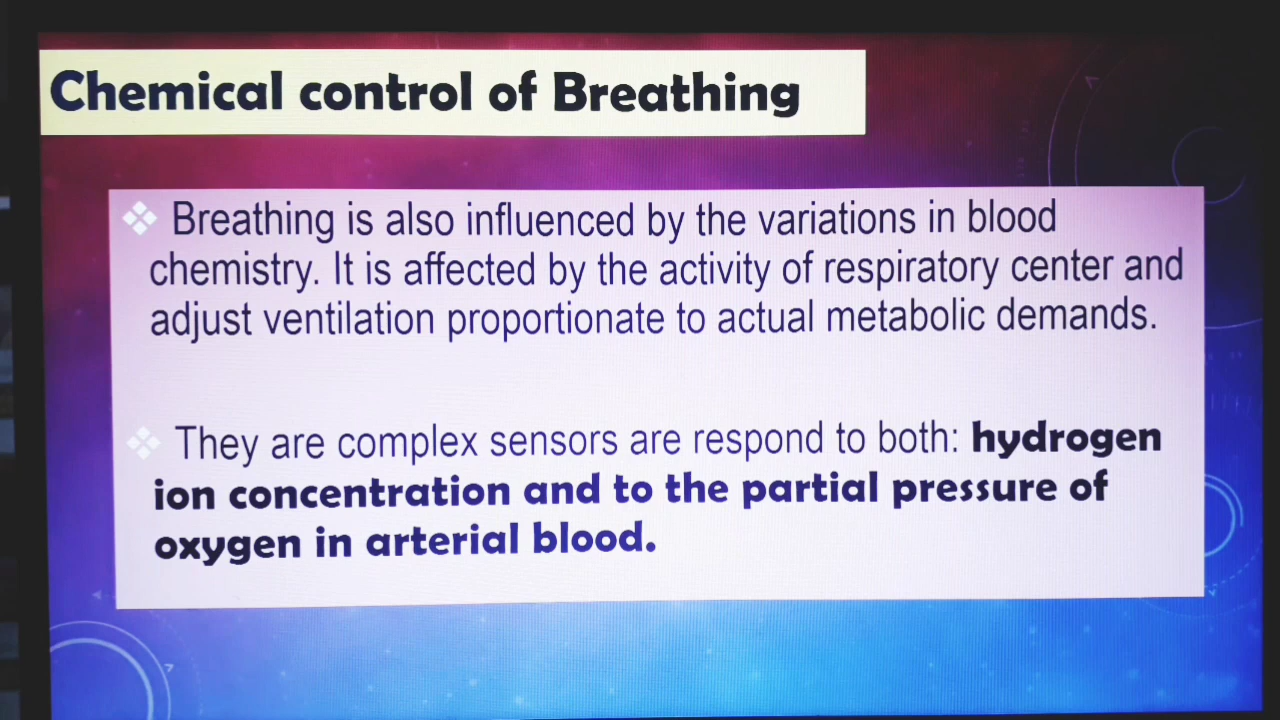 Chemical control of Breathing
Breathing is also influenced by the variations in blood
chemistry. It is affected by the activity of respiratory center and
adjust ventilation proportionate to actual metabolic demands.
They are complex sensors are respond to both: hydrogen
ion concentration and to the partial pressure of
oxygen in arterial blood.